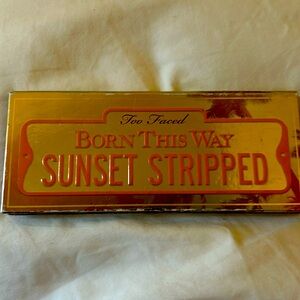 Too Faced
BORN THIS WAY
SUNSET STRIPPED